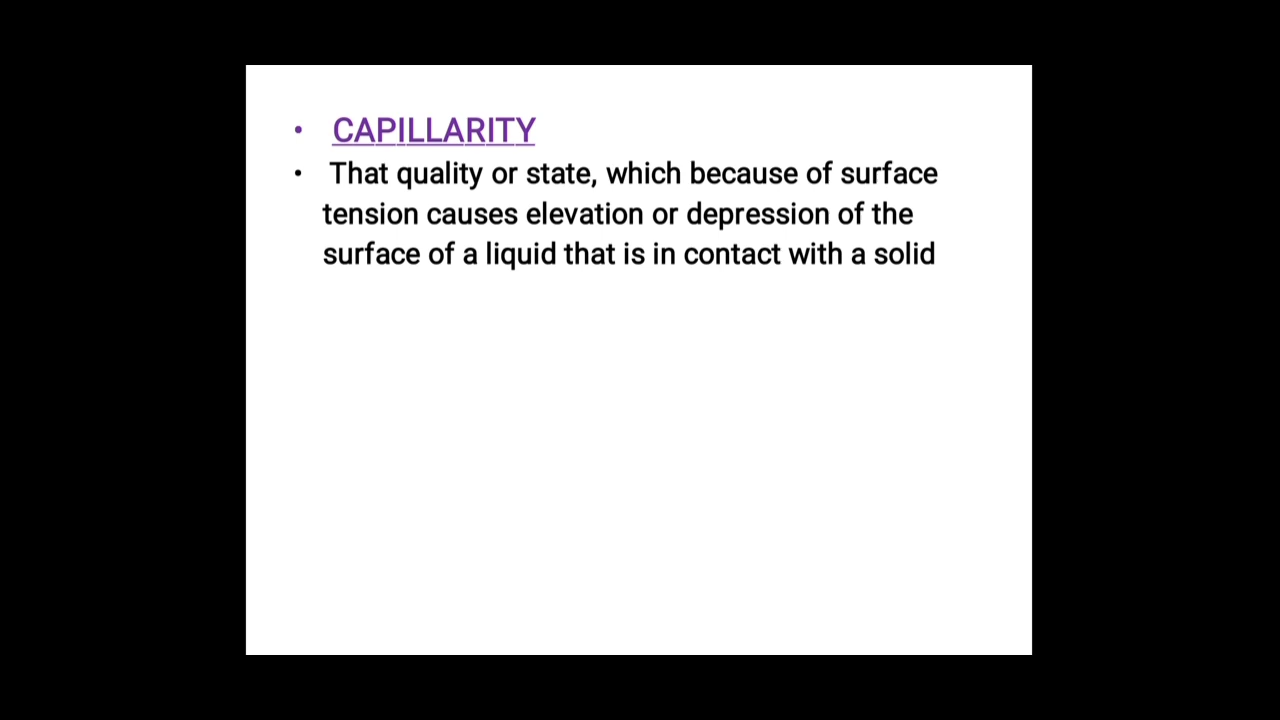 • CAPILLARITY
• That quality or state, which because of surface
tension causes elevation or depression of the
surface of a liquid that is in contact with a solid